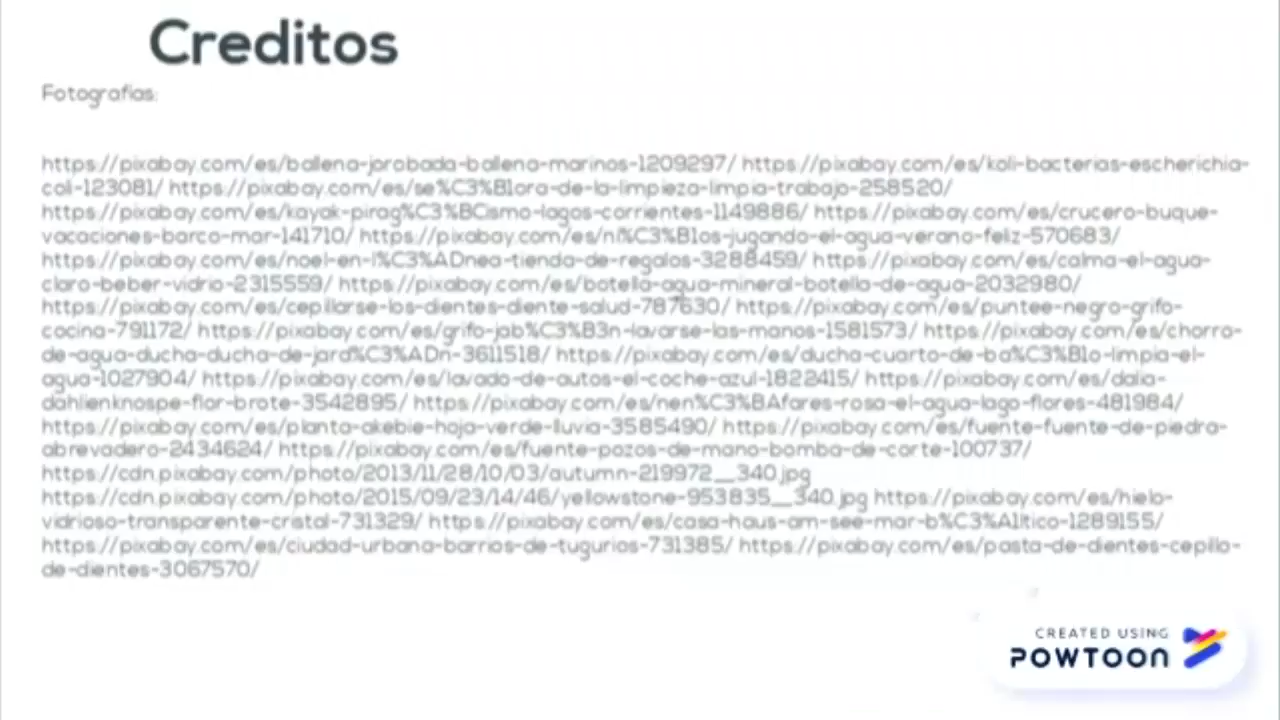 Creditos
Fotografias:
https://pixabay.com/es/ballena-jorobada-ballena-marinos-1209297/ https://pixabay.com/es/koli-bacterias-escherichia-
coli-123081/ https://pixabay.com/es/se%C3%B1ora-de-la-limpieza-limpia-trabajo-258520/
https://pixabay.com/es/kayak-pirag%C3%BCismo-lagos-corrientes-1149886/ https://pixabay.com/es/crucero-buque-
vacaciones-barco-mar-141710/ https://pixabay.com/es/ni%C3%B1os-jugando-el-agua-verano-feliz-570683/
https://pixabay.com/es/noel-en-l%C3%ADnea-tienda-de-regalos-3288459/ https://pixabay.com/es/calma-el-agua-
claro-beber-vidrio-2315559/ https://pixabay.com/es/botella-agua-mineral-botella-de-agua-2032980/
https://pixabay.com/es/cepillarse-los-dientes-diente-salud-787630/ https://pixabay.com/es/puntee-negro-grifo-
cocina-791172/ https://pixabay.com/es/grifo-jab%C3%B3n-lavarse-las-manos-1581573/ https://pixabay.com/es/chorro-
de-agua-ducha-ducha-de-jard%C3%ADn-3611518/ https://pixabay.com/es/ducha-cuarto-de-ba%C3%B1o-limpia-el-
agua-1027904/ https://pixabay.com/es/lavado-de-autos-el-coche-azul-1822415/ https://pixabay.com/es/dalia-
dahlienknospe-flor-brote-3542895/ https://pixabay.com/es/nen%C3%BAfares-rosa-el-agua-lago-flores-481984/
https://pixabay.com/es/planta-akebie-hoja-verde-lluvia-3585490/ https://pixabay.com/es/fuente-fuente-de-piedra-
abrevadero-2434624/ https://pixabay.com/es/fuente-pozos-de-mano-bomba-de-corte-100737/
https://cdn.pixabay.com/photo/2013/11/28/10/03/autumn-219972__340.jpg
https://cdn.pixabay.com/photo/2015/09/23/14/46/yellowstone-953835__340.jpg https://pixabay.com/es/hielo-
vidrioso-transparente-cristal-731329/ https://pixabay.com/es/casa-haus-am-see-mar-b%C3%A1ltico-1289155/
https://pixabay.com/es/ciudad-urbana-barrios-de-tugurios-731385/ https://pixabay.com/es/pasta-de-dientes-cepillo-
de-dientes-3067570/
CREATED USING
POWTOON